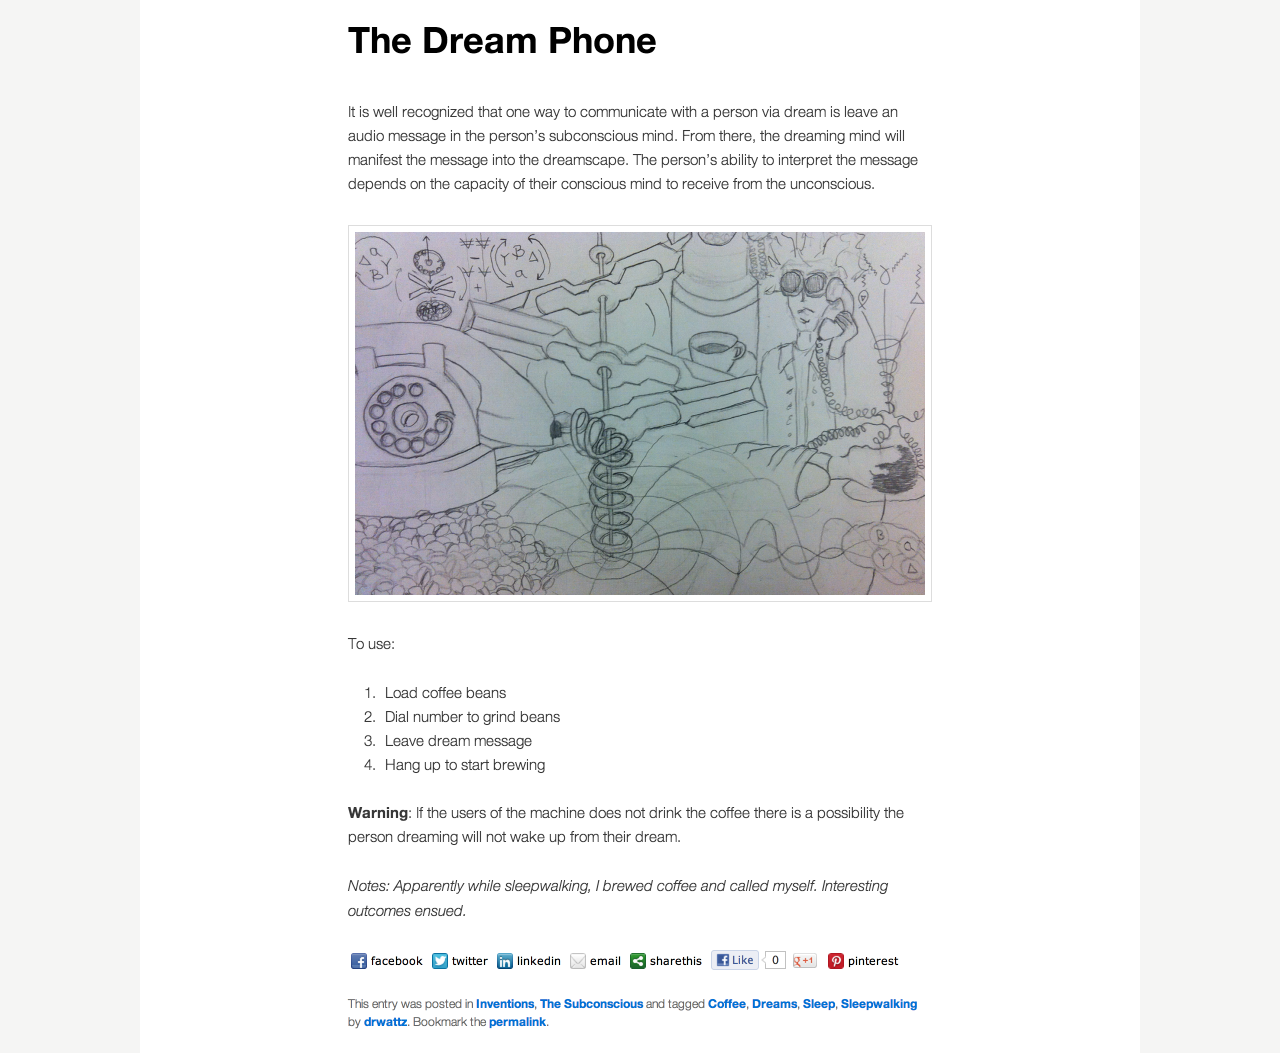 The Dream Phone
It is well recognized that one way to communicate with a person via dream is leave an
audio message in the person’s subconscious mind. From there, the dreaming mind will
manifest the message into the dreamscape. The person’s ability to interpret the message
depends on the capacity of their conscious mind to receive from the unconscious.
To use:
1. Load coffee beans
2. Dial number to grind beans
3. Leave dream message
4. Hang up to start brewing
Warning: If the users of the machine does not drink the coffee there is a possibility the
person dreaming will not wake up from their dream.
Notes: Apparently while sleepwalking, I brewed coffee and called myself. Interesting
outcomes ensued.
facebook twitter linkedin email sharethis Like 0 g+1 pinterest
This entry was posted in Inventions, The Subconscious and tagged Coffee, Dreams, Sleep, Sleepwalking
by drwattz. Bookmark the permalink.